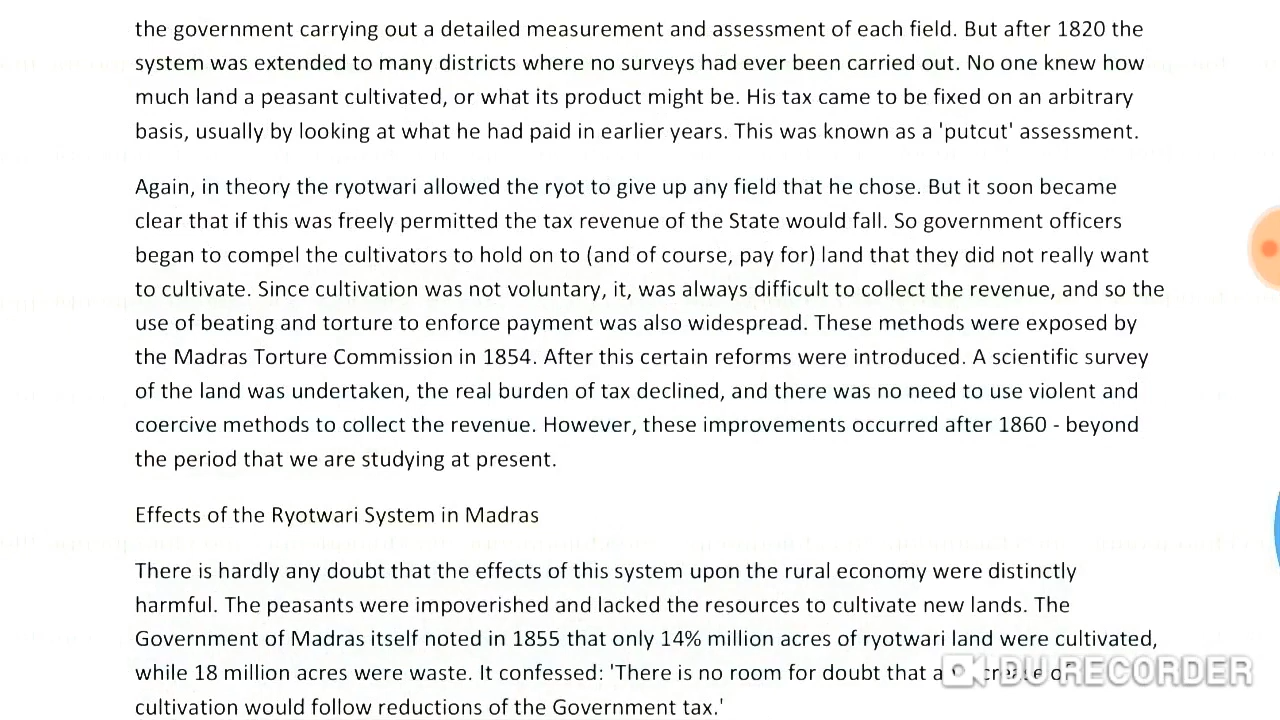 the government carrying out a detailed measurement and assessment of each field. But after 1820 the
system was extended to many districts where no surveys had ever been carried out. No one knew how
much land a peasant cultivated, or what its product might be. His tax came to be fixed on an arbitrary
basis, usually by looking at what he had paid in earlier years. This was known as a 'putcut' assessment.
Again, in theory the ryotwari allowed the ryot to give up any field that he chose. But it soon became
clear that if this was freely permitted the tax revenue of the State would fall. So government officers
began to compel the cultivators to hold on to (and of course, pay for) land that they did not really want
to cultivate. Since cultivation was not voluntary, it, was always difficult to collect the revenue, and so the
use of beating and torture to enforce payment was also widespread. These methods were exposed by
the Madras Torture Commission in 1854. After this certain reforms were introduced. A scientific survey
of the land was undertaken, the real burden of tax declined, and there was no need to use violent and
coercive methods to collect the revenue. However, these improvements occurred after 1860 - beyond
the period that we are studying at present.
Effects of the Ryotwari System in Madras
There is hardly any doubt that the effects of this system upon the rural economy were distinctly
harmful. The peasants were impoverished and lacked the resources to cultivate new lands. The
Government of Madras itself noted in 1855 that only 14% million acres of ryotwari land were cultivated,
while 18 million acres were waste. It confessed: 'There is no room for doubt that a
DU RECORDER
cultivation would follow reductions of the Government tax.'